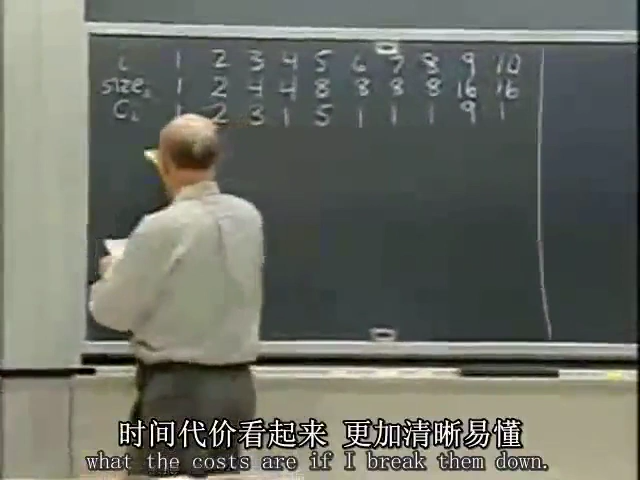 i 1 2 3 4 5 6 7 8 9 10
size i 1 2 4 4 8 8 8 8 16 16
c i 1 2 3 1 5 1 1 1 9 1
时间代价看起来 更加清晰易懂
what the costs are if I break them down.